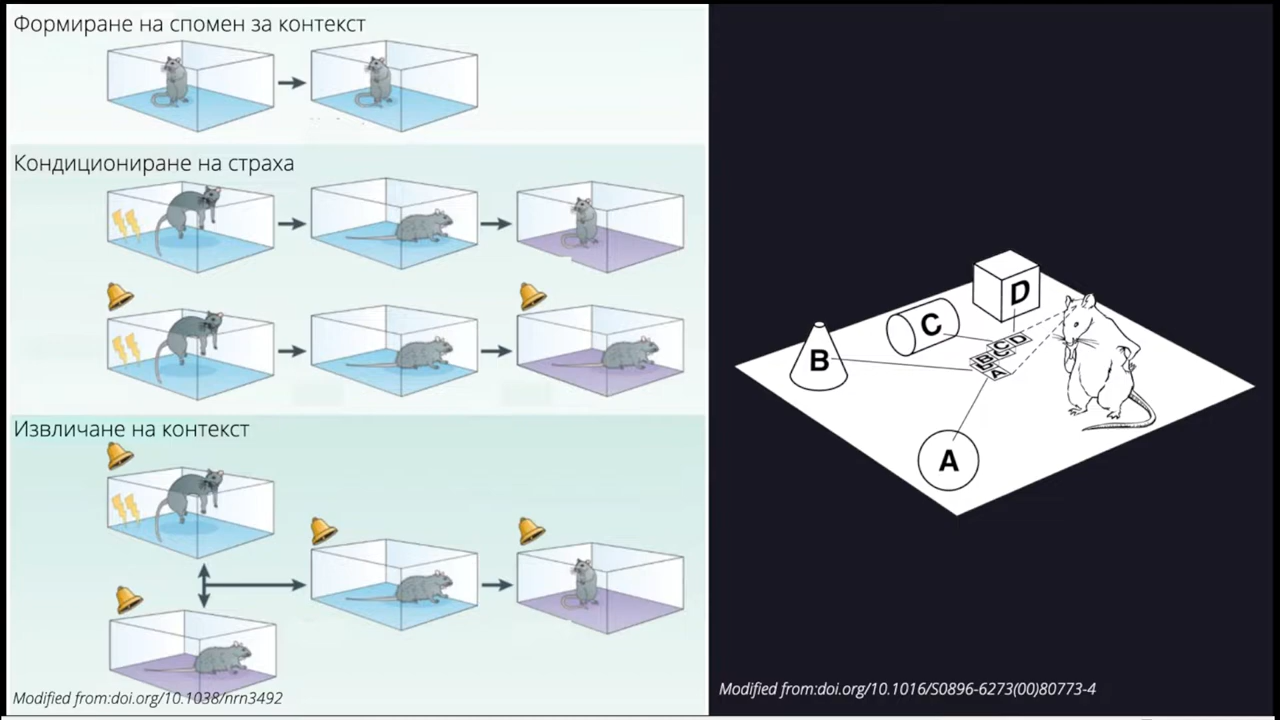 Формиране на спомен за контекст
Кондициониране на страха
Извличане на контекст
Modified from:doi.org/10.1038/nrn3492
D
C
B
C D
B C
A
A
Modified from:doi.org/10.1016/S0896-6273(00)80773-4